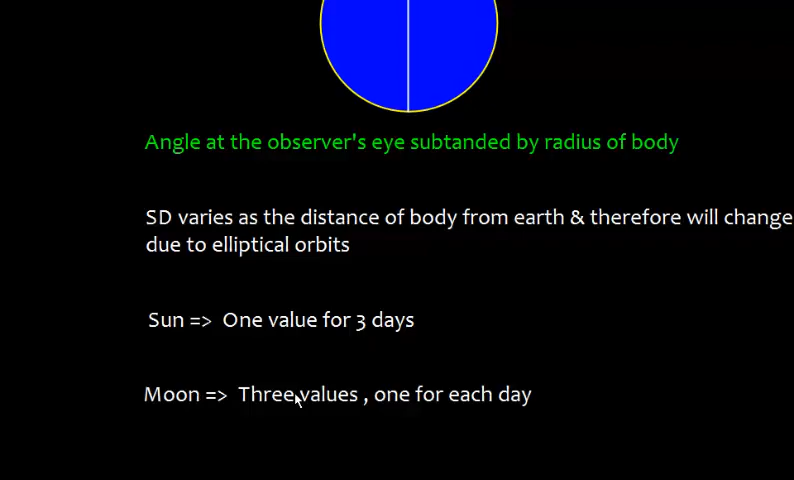 Angle at the observer's eye subtanded by radius of body
SD varies as the distance of body from earth & therefore will change
due to elliptical orbits
Sun => One value for 3 days
Moon => Three values , one for each day